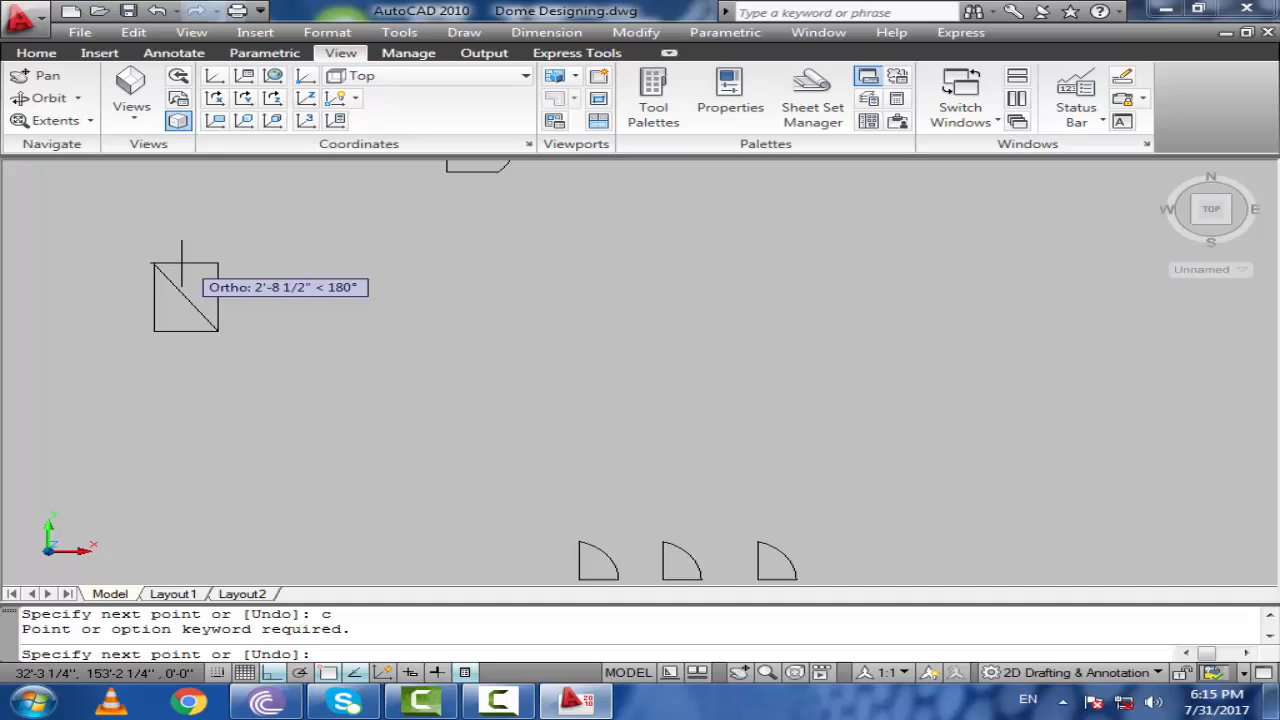 AutoCAD 2010 Dome Designing.dwg Type a keyword or phrase
File Edit View Insert Format Tools Draw Dimension Modify Parametric Window Help Express
Home Insert Annotate Parametric View Manage Output Express Tools
Pan
Orbit
Extents
Views
Top
Tool Palettes
Properties
Sheet Set Manager
Switch Windows
Status Bar
Navigate Views Coordinates Viewports Palettes Windows
N
W TOP E
S
Unnamed
Ortho: 2'-8 1/2" < 180°
Y
Z X
Model Layout1 Layout2
Specify next point or [Undo]: c
Point or option keyword required.
Specify next point or [Undo]:
32'-3 1/4", 153'-2 1/4" , 0'-0" MODEL 1:1 2D Drafting & Annotation
EN 6:15 PM
7/31/2017